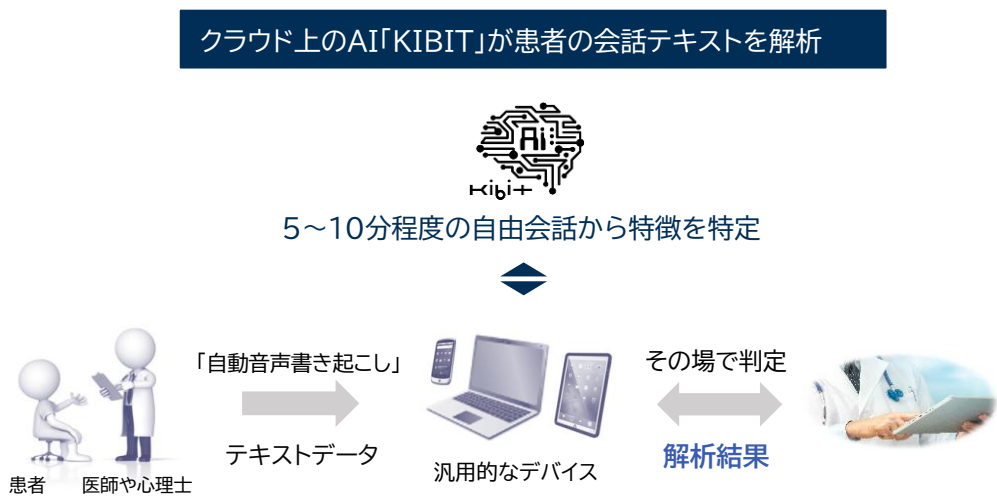 クラウド上のAI「KIBIT」が患者の会話テキストを解析
Ai
KibiT
5～10分程度の自由会話から特徴を特定
「自動音声書き起こし」
その場で判定
テキストデータ
汎用的なデバイス
解析結果
患者
医師や心理士